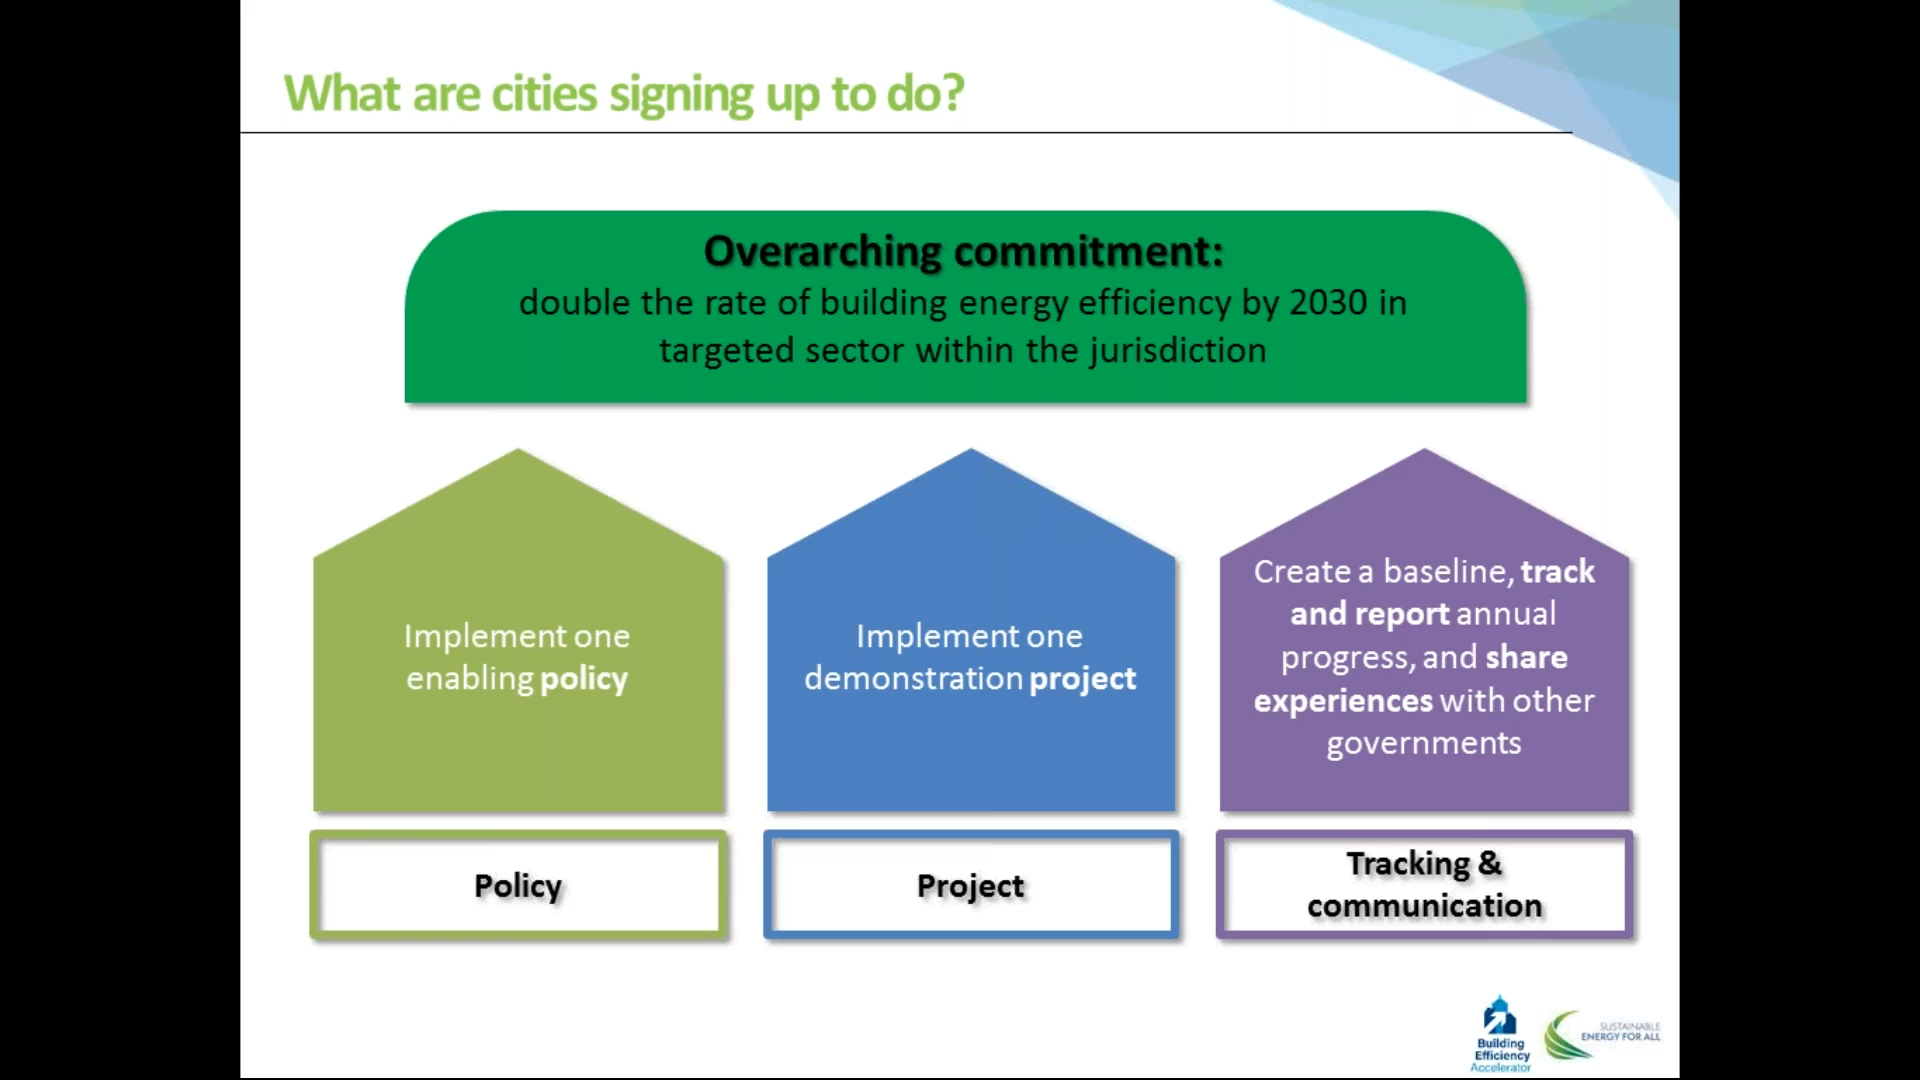 What are cities signing up to do?
Overarching commitment:
double the rate of building energy efficiency by 2030 in
targeted sector within the jurisdiction
Implement one
enabling policy
Implement one
demonstration project
Create a baseline, track
and report annual
progress, and share
experiences with other
governments
Policy
Project
Tracking &
communication
Building
Efficiency
Accelerator
SUSTAINABLE
ENERGY FOR ALL